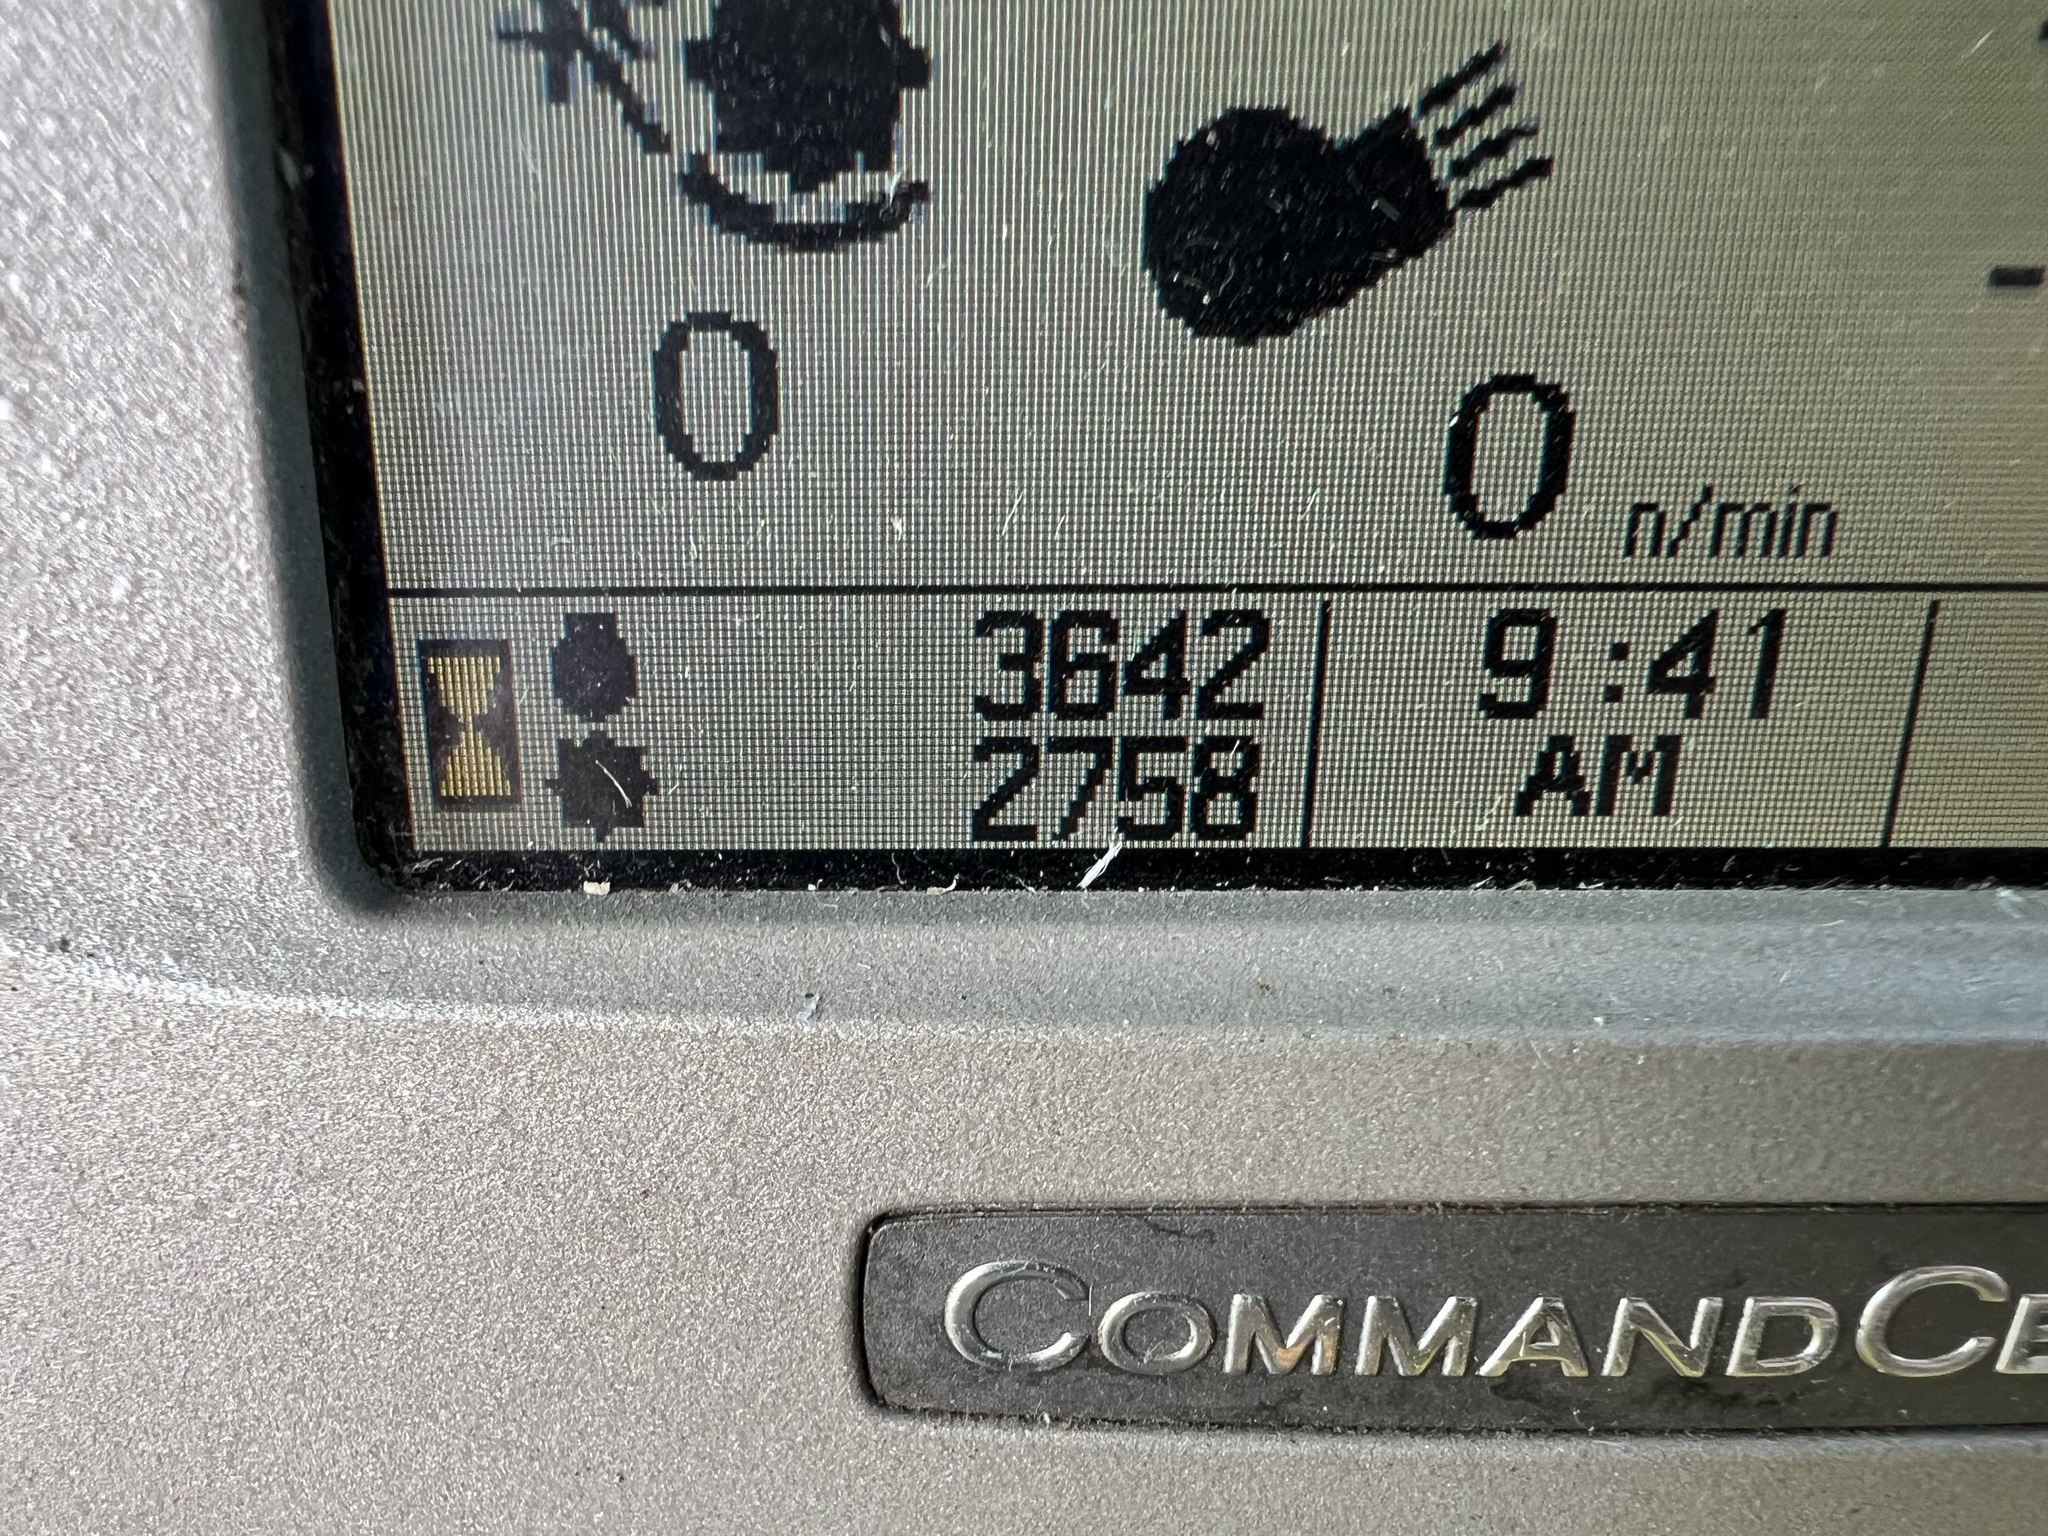 0
0 n/min
3642
9:41
2758
AM
COMMANDCE